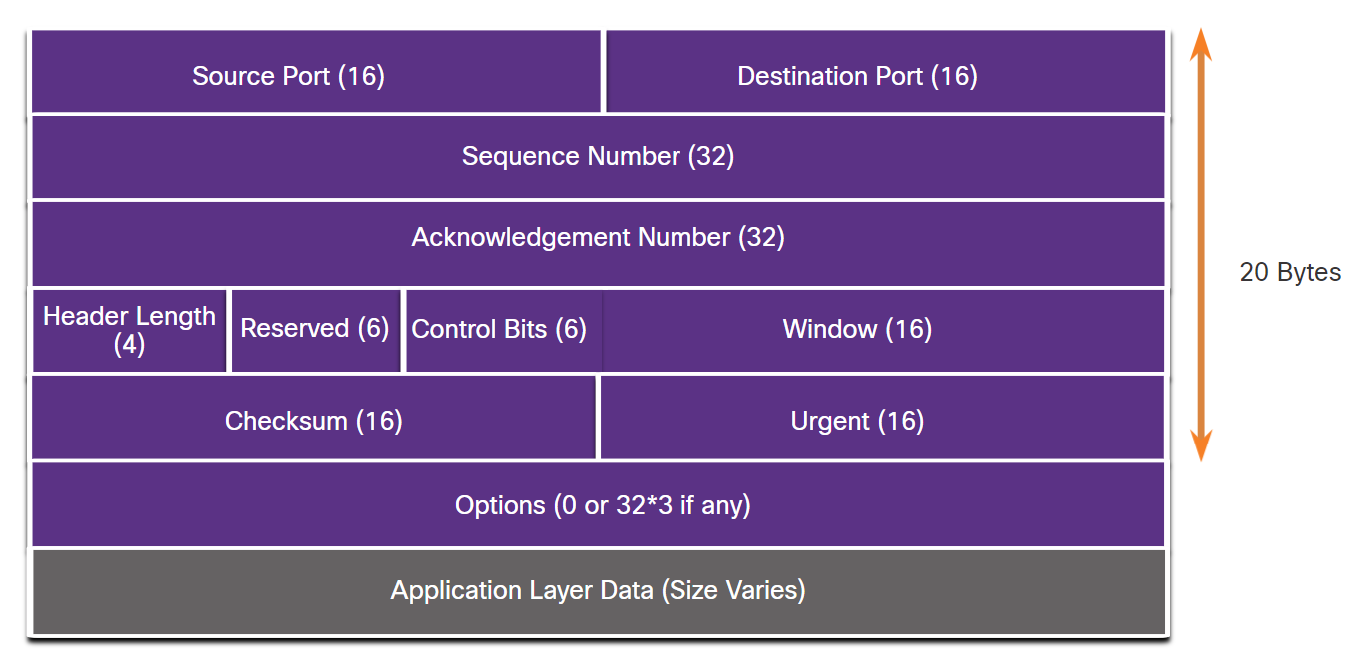 Source Port (16)
Destination Port (16)
Sequence Number (32)
Acknowledgement Number (32)
20 Bytes
Header Length
(4)
Reserved (6)
Control Bits (6)
Window (16)
Checksum (16)
Urgent (16)
Options (0 or 32*3 if any)
Application Layer Data (Size Varies)